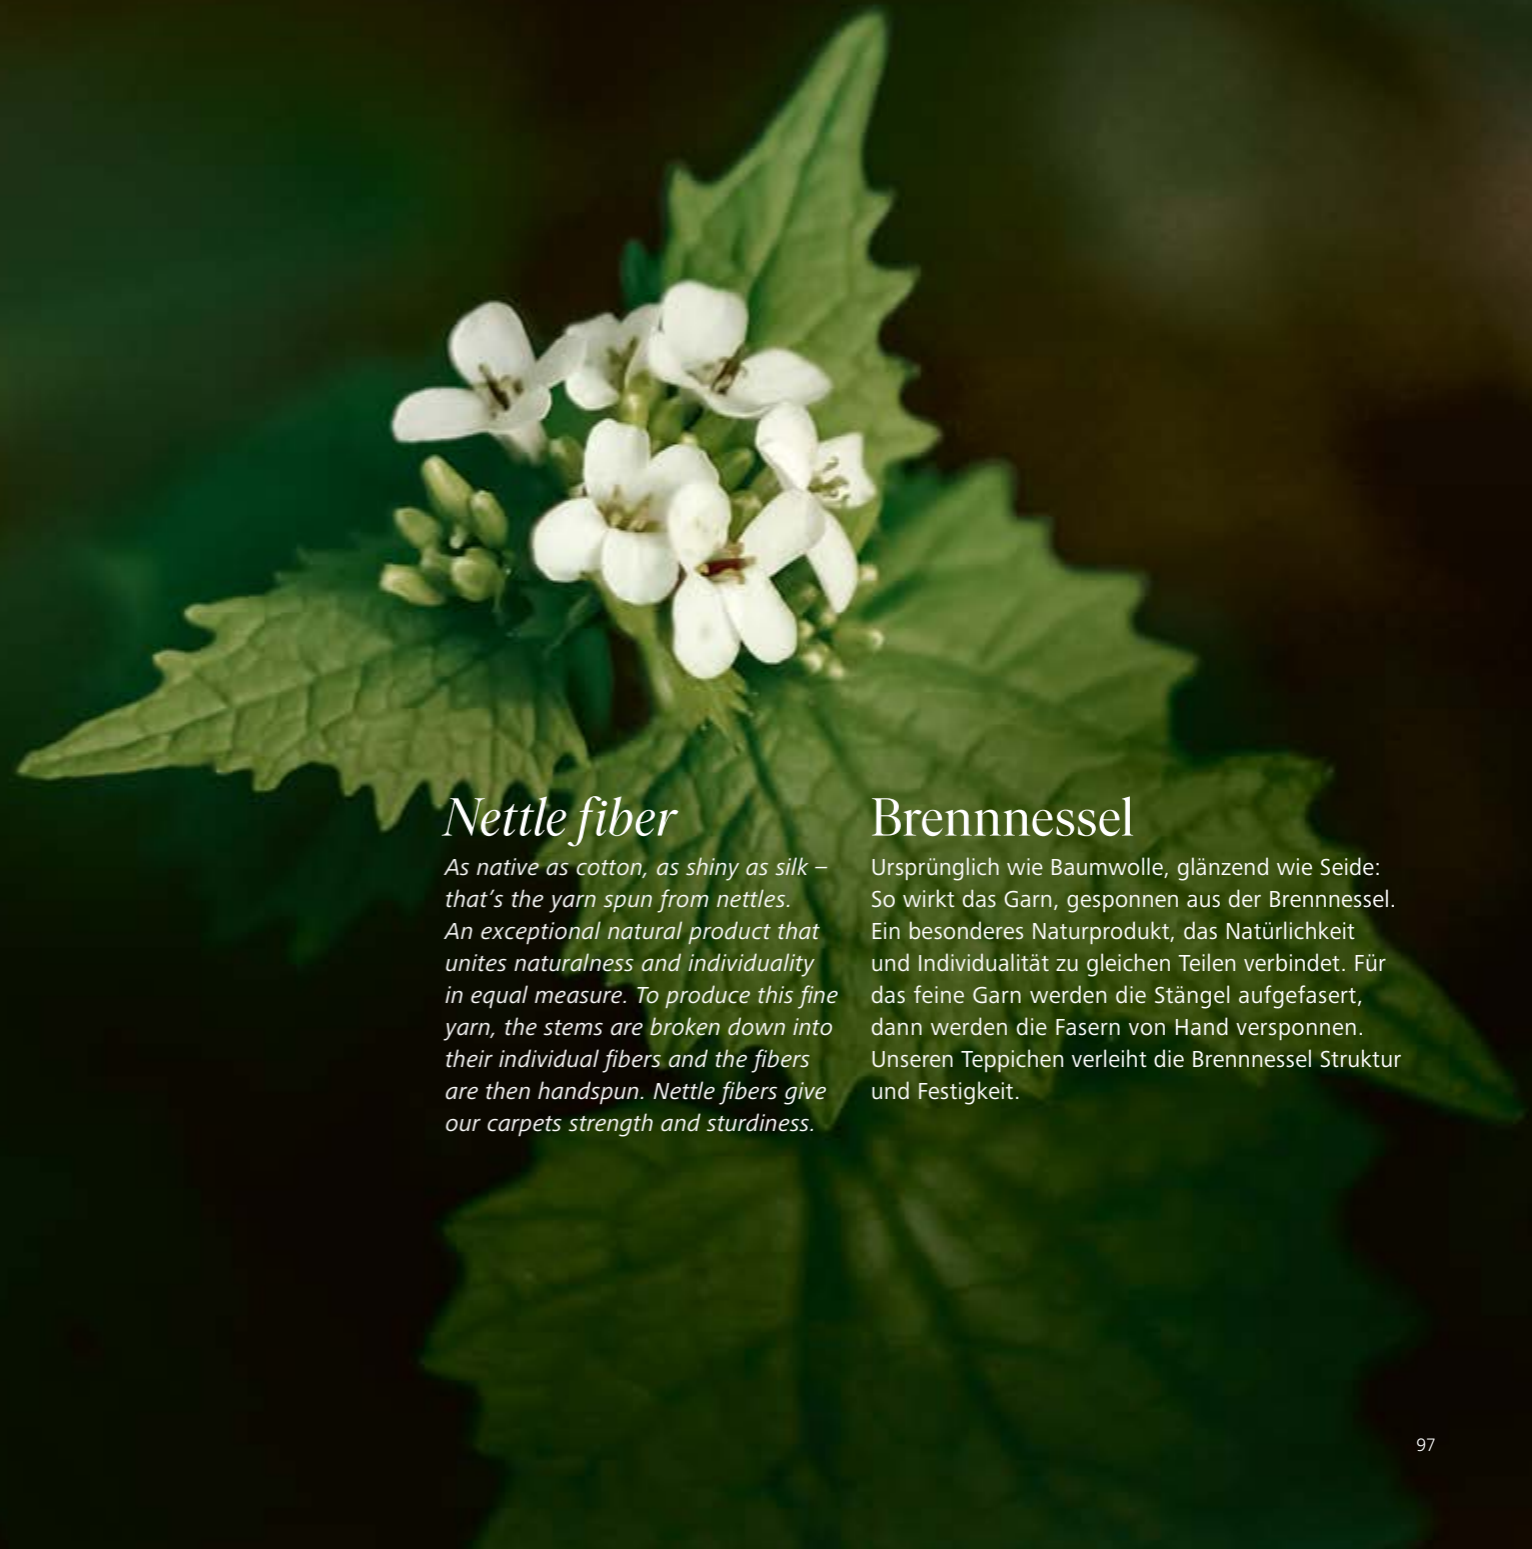 Nettle fiber
As native as cotton, as shiny as silk –
that’s the yarn spun from nettles.
An exceptional natural product that
unites naturalness and individuality
in equal measure. To produce this fine
yarn, the stems are broken down into
their individual fibers and the fibers
are then handspun. Nettle fibers give
our carpets strength and sturdiness.
Brennnessel
Ursprünglich wie Baumwolle, glänzend wie Seide:
So wirkt das Garn, gesponnen aus der Brennnessel.
Ein besonderes Naturprodukt, das Natürlichkeit
und Individualität zu gleichen Teilen verbindet. Für
das feine Garn werden die Stängel aufgefasert,
dann werden die Fasern von Hand versponnen.
Unseren Teppichen verleiht die Brennnessel Struktur
und Festigkeit.
97